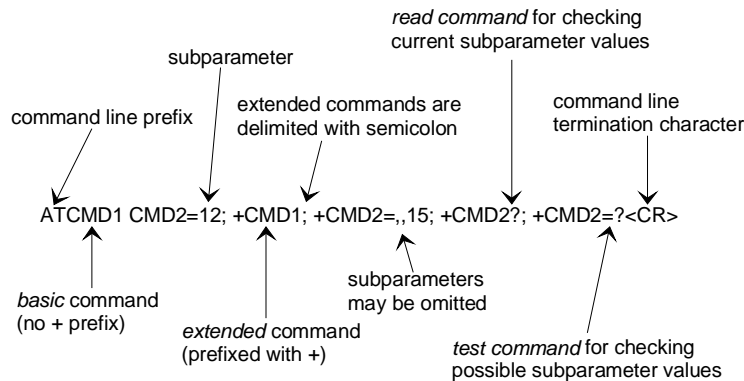 read command for checking
current subparameter values
subparameter
extended commands are
delimited with semicolon
command line
termination character
command line prefix
ATCMD1 CMD2=12; +CMD1; +CMD2=,,15; +CMD2?; +CMD2=?<CR>
basic command
(no + prefix)
extended command
(prefixed with +)
subparameters
may be omitted
test command for checking
possible subparameter values